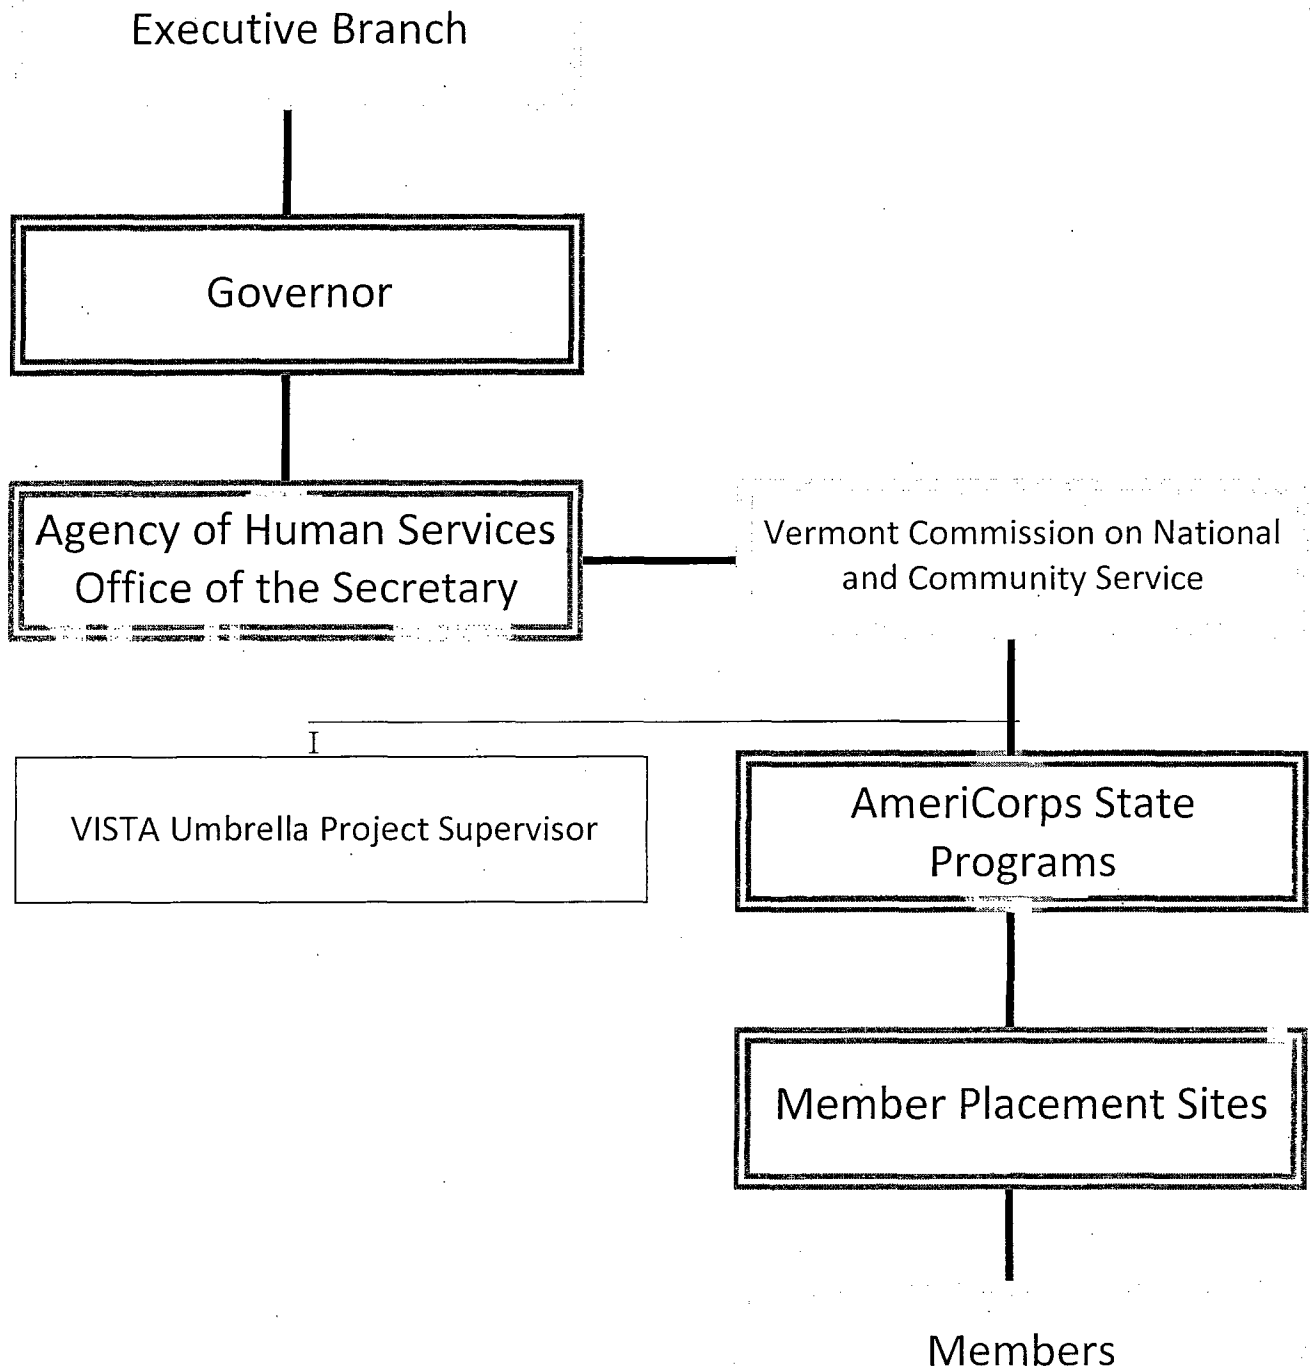 Executive Branch
Governor
Agency of Human Services
Office of the Secretary
Vermont Commission on National
and Community Service
VISTA Umbrella Project Supervisor
AmeriCorps State
Programs
Member Placement Sites
Members